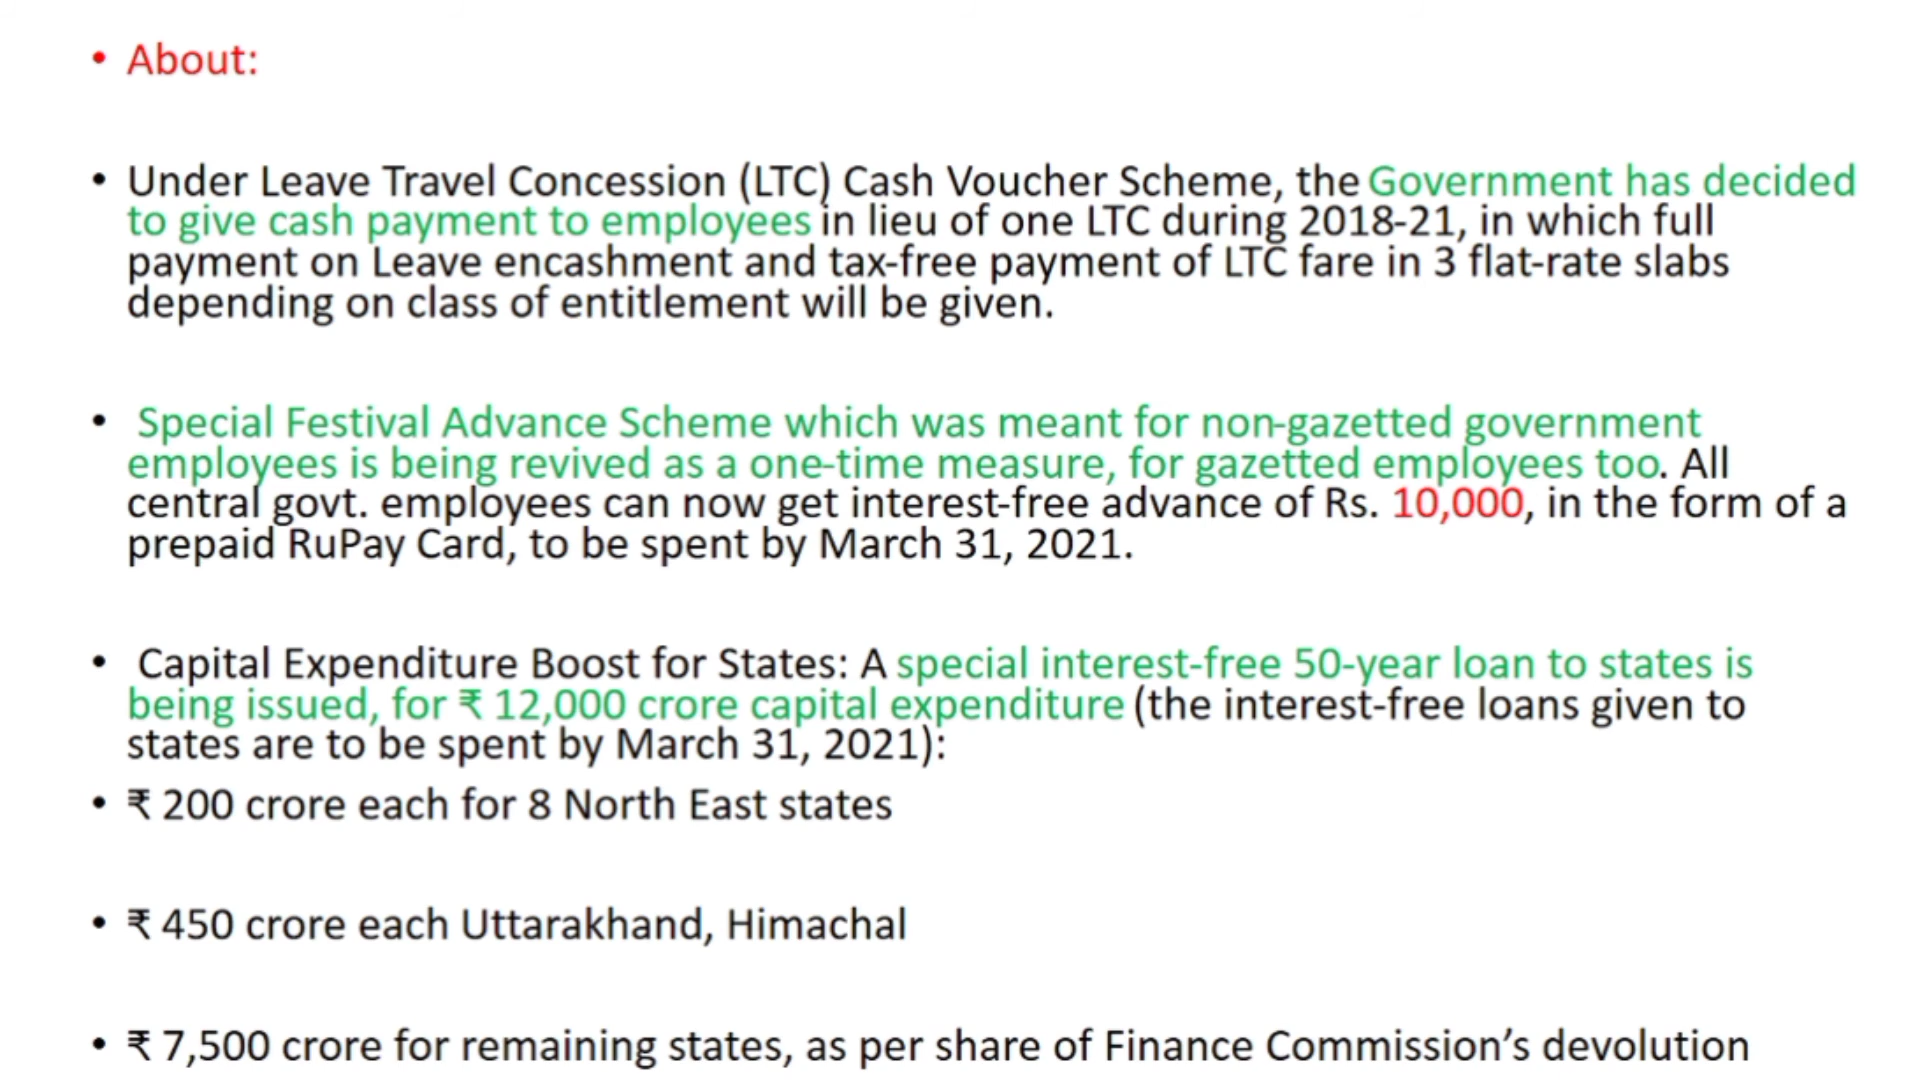 • About:
• Under Leave Travel Concession (LTC) Cash Voucher Scheme, the Government has decided
to give cash payment to employees in lieu of one LTC during 2018-21, in which full
payment on Leave encashment and tax-free payment of LTC fare in 3 flat-rate slabs
depending on class of entitlement will be given.
• Special Festival Advance Scheme which was meant for non-gazetted government
employees is being revived as a one-time measure, for gazetted employees too. All
central govt. employees can now get interest-free advance of Rs. 10,000, in the form of a
prepaid RuPay Card, to be spent by March 31, 2021.
• Capital Expenditure Boost for States: A special interest-free 50-year loan to states is
being issued, for ₹ 12,000 crore capital expenditure (the interest-free loans given to
states are to be spent by March 31, 2021):
• ₹ 200 crore each for 8 North East states
• ₹ 450 crore each Uttarakhand, Himachal
• ₹ 7,500 crore for remaining states, as per share of Finance Commission’s devolution